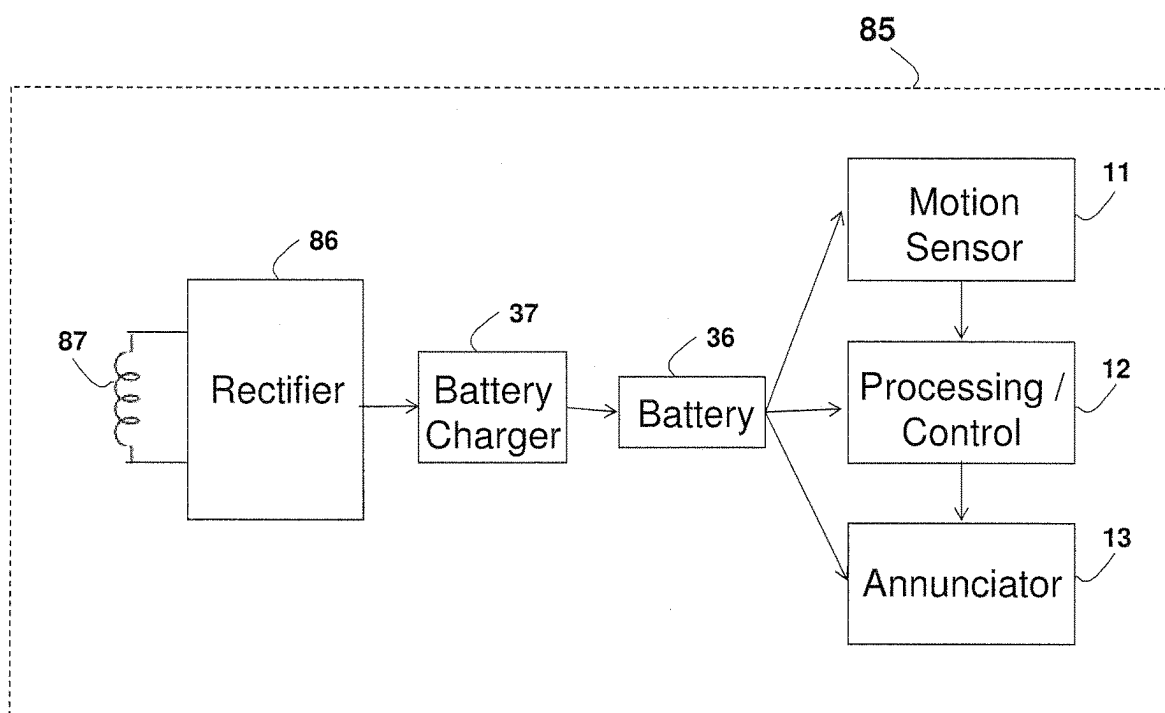 85
11
Motion
Sensor
86
Rectifier
87
37
Battery
Charger
36
Battery
Processing /
Control
12
Annunciator
13